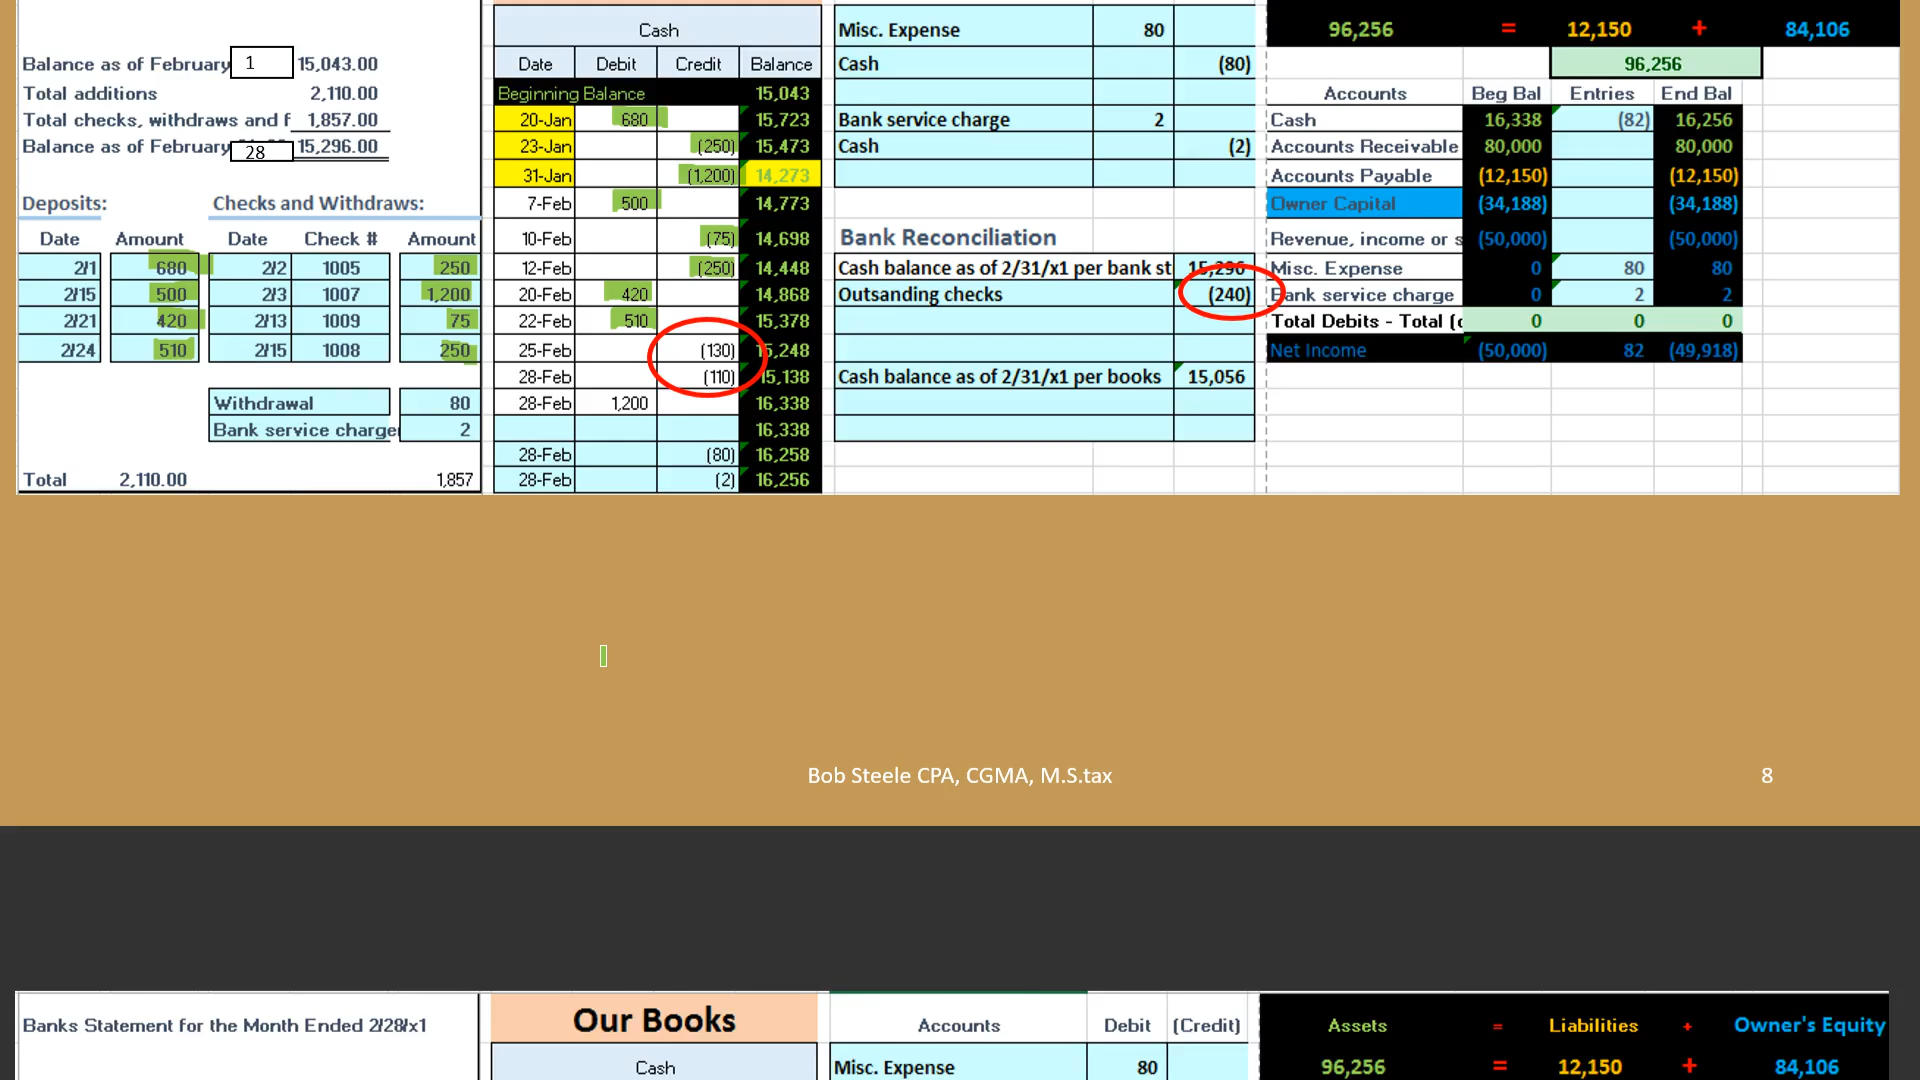 Balance as of February 1 15,043.00
Total additions 2,110.00
Total checks, withdraws and f 1,857.00
Balance as of February 28 15,296.00
Deposits: Checks and Withdraws:
Date Amount Date Check # Amount
2/1 680 2/2 1005 250
2/15 500 2/3 1007 1,200
2/21 420 2/13 1009 75
2/24 510 2/15 1008 250
Withdrawal 80
Bank service charge 2
Total 2,110.00 1,857
Cash
Date Debit Credit Balance
Beginning Balance 15,043
20-Jan 680 15,723
23-Jan (250) 15,473
31-Jan (1,200) 14,273
7-Feb 500 14,773
10-Feb (75) 14,698
12-Feb (250) 14,448
20-Feb 420 14,868
22-Feb 510 15,378
25-Feb (130) 15,248
28-Feb (110) 15,138
28-Feb 1,200 16,338
16,338
28-Feb (80) 16,258
28-Feb (2) 16,256
Misc. Expense 80
Cash (80)
Bank service charge 2
Cash (2)
Bank Reconciliation
Cash balance as of 2/31/x1 per bank st 15,296
Outsanding checks (240)
Cash balance as of 2/31/x1 per books 15,056
96,256 = 12,150 + 84,106
96,256
Accounts Beg Bal Entries End Bal
Cash 16,338 (82) 16,256
Accounts Receivable 80,000 80,000
Accounts Payable (12,150) (12,150)
Owner Capital (34,188) (34,188)
Revenue, income or s (50,000) (50,000)
Misc. Expense 0 80 80
Bank service charge 0 2 2
Total Debits - Total (c 0 0 0
Net Income (50,000) 82 (49,918)
Bob Steele CPA, CGMA, M.S.tax 8
Banks Statement for the Month Ended 2/28/x1
Our Books
Cash
Accounts Debit (Credit)
Misc. Expense 80
Assets = Liabilities + Owner's Equity
96,256 = 12,150 + 84,106